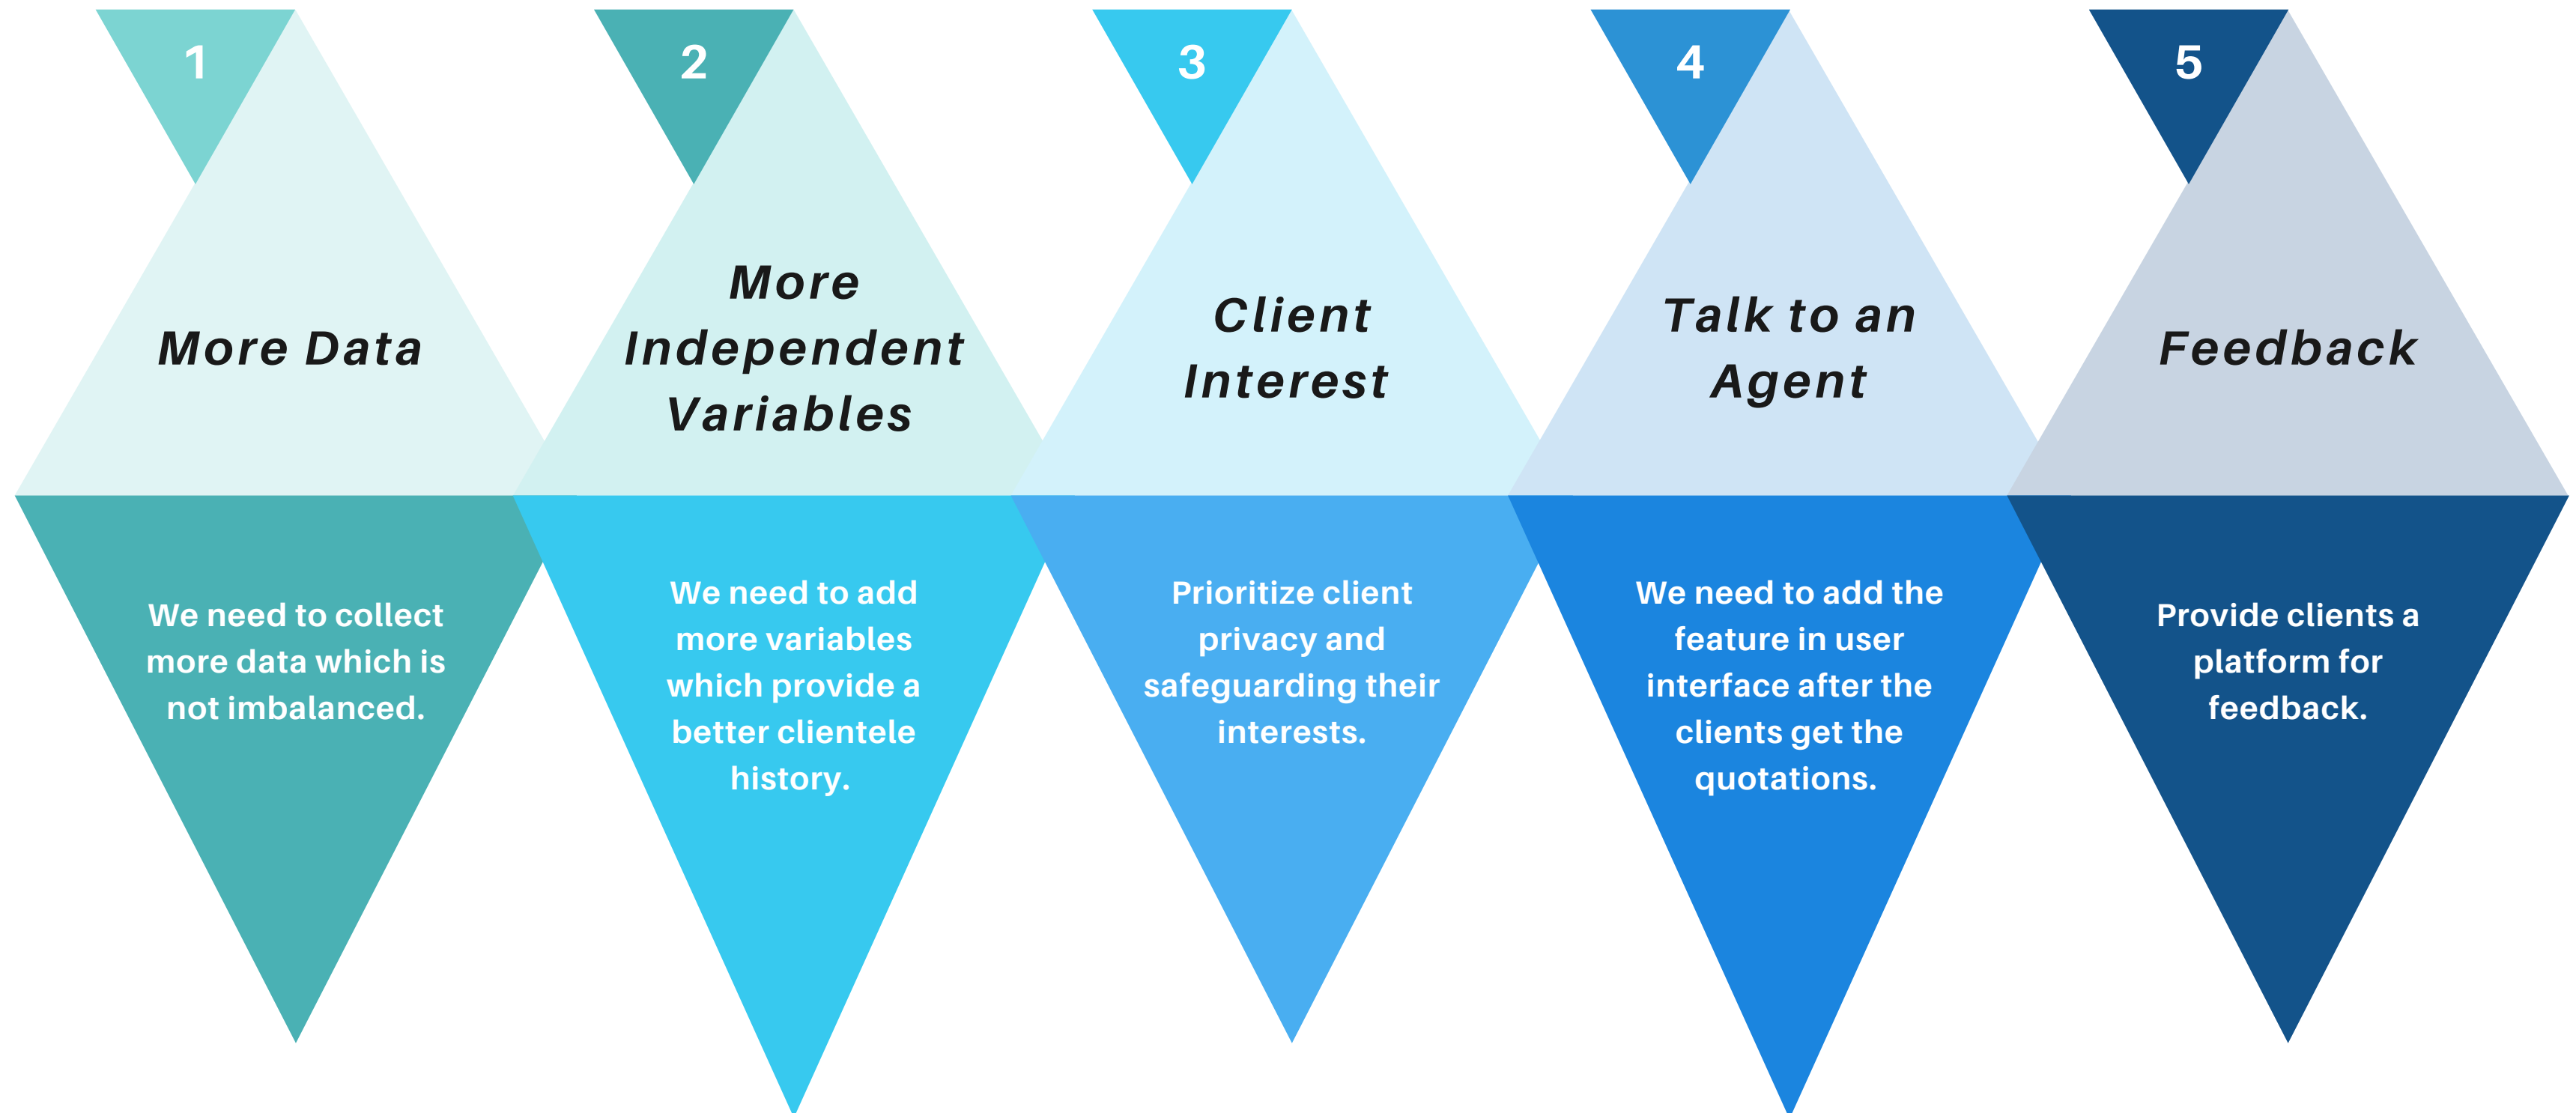 1
More Data
We need to collect
more data which is
not imbalanced.
2
More
Independent
Variables
We need to add
more variables
which provide a
better clientele
history.
3
Client
Interest
Prioritize client
privacy and
safeguarding their
interests.
4
Talk to an
Agent
We need to add the
feature in user
interface after the
clients get the
quotations.
5
Feedback
Provide clients a
platform for
feedback.